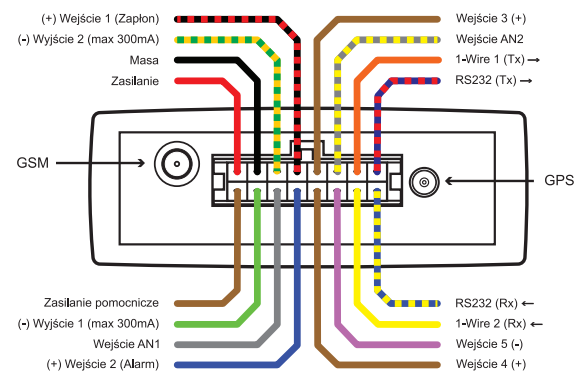 (+) Wejście 1 (Zapłon)
(-) Wyjście 2 (max 300mA)
Masa
Zasilanie
Wejście 3 (+)
Wejście AN2
1-Wire 1 (Tx) →
RS232 (Tx) →
GSM
GPS
Zasilanie pomocnicze
(-) Wyjście 1 (max 300mA)
Wejście AN1
(+) Wejście 2 (Alarm)
RS232 (Rx) ←
1-Wire 2 (Rx) ←
Wejście 5 (-)
Wejście 4 (+)